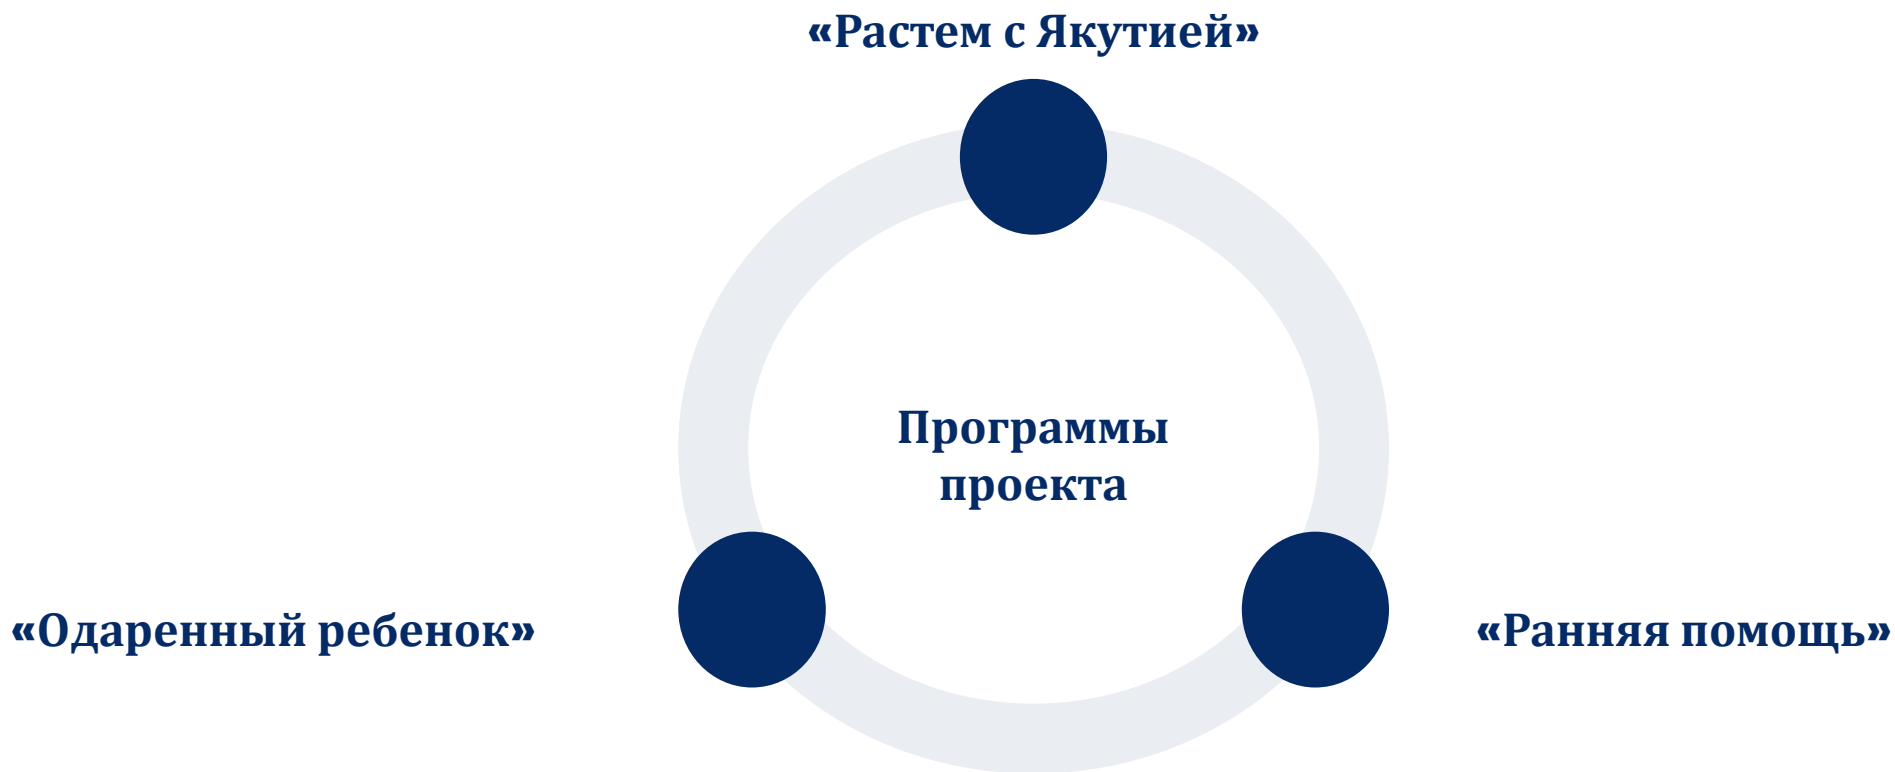 «Растем с Якутией»
Программы
проекта
«Одаренный ребенок»
«Ранняя помощь»